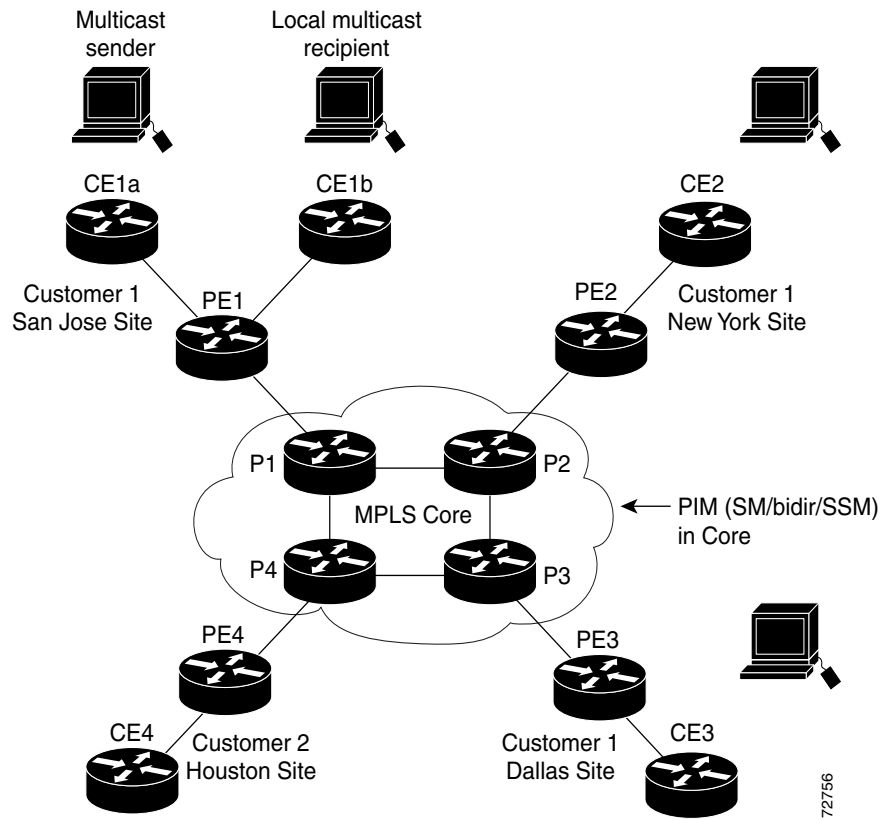 Multicast
sender
Local multicast
recipient
CE1a
CE1b
CE2
Customer 1
San Jose Site
PE1
PE2
Customer 1
New York Site
P1
P2
MPLS Core
PIM (SM/bidir/SSM)
in Core
P4
P3
PE4
PE3
CE4
Customer 2
Houston Site
Customer 1
Dallas Site
CE3
72756